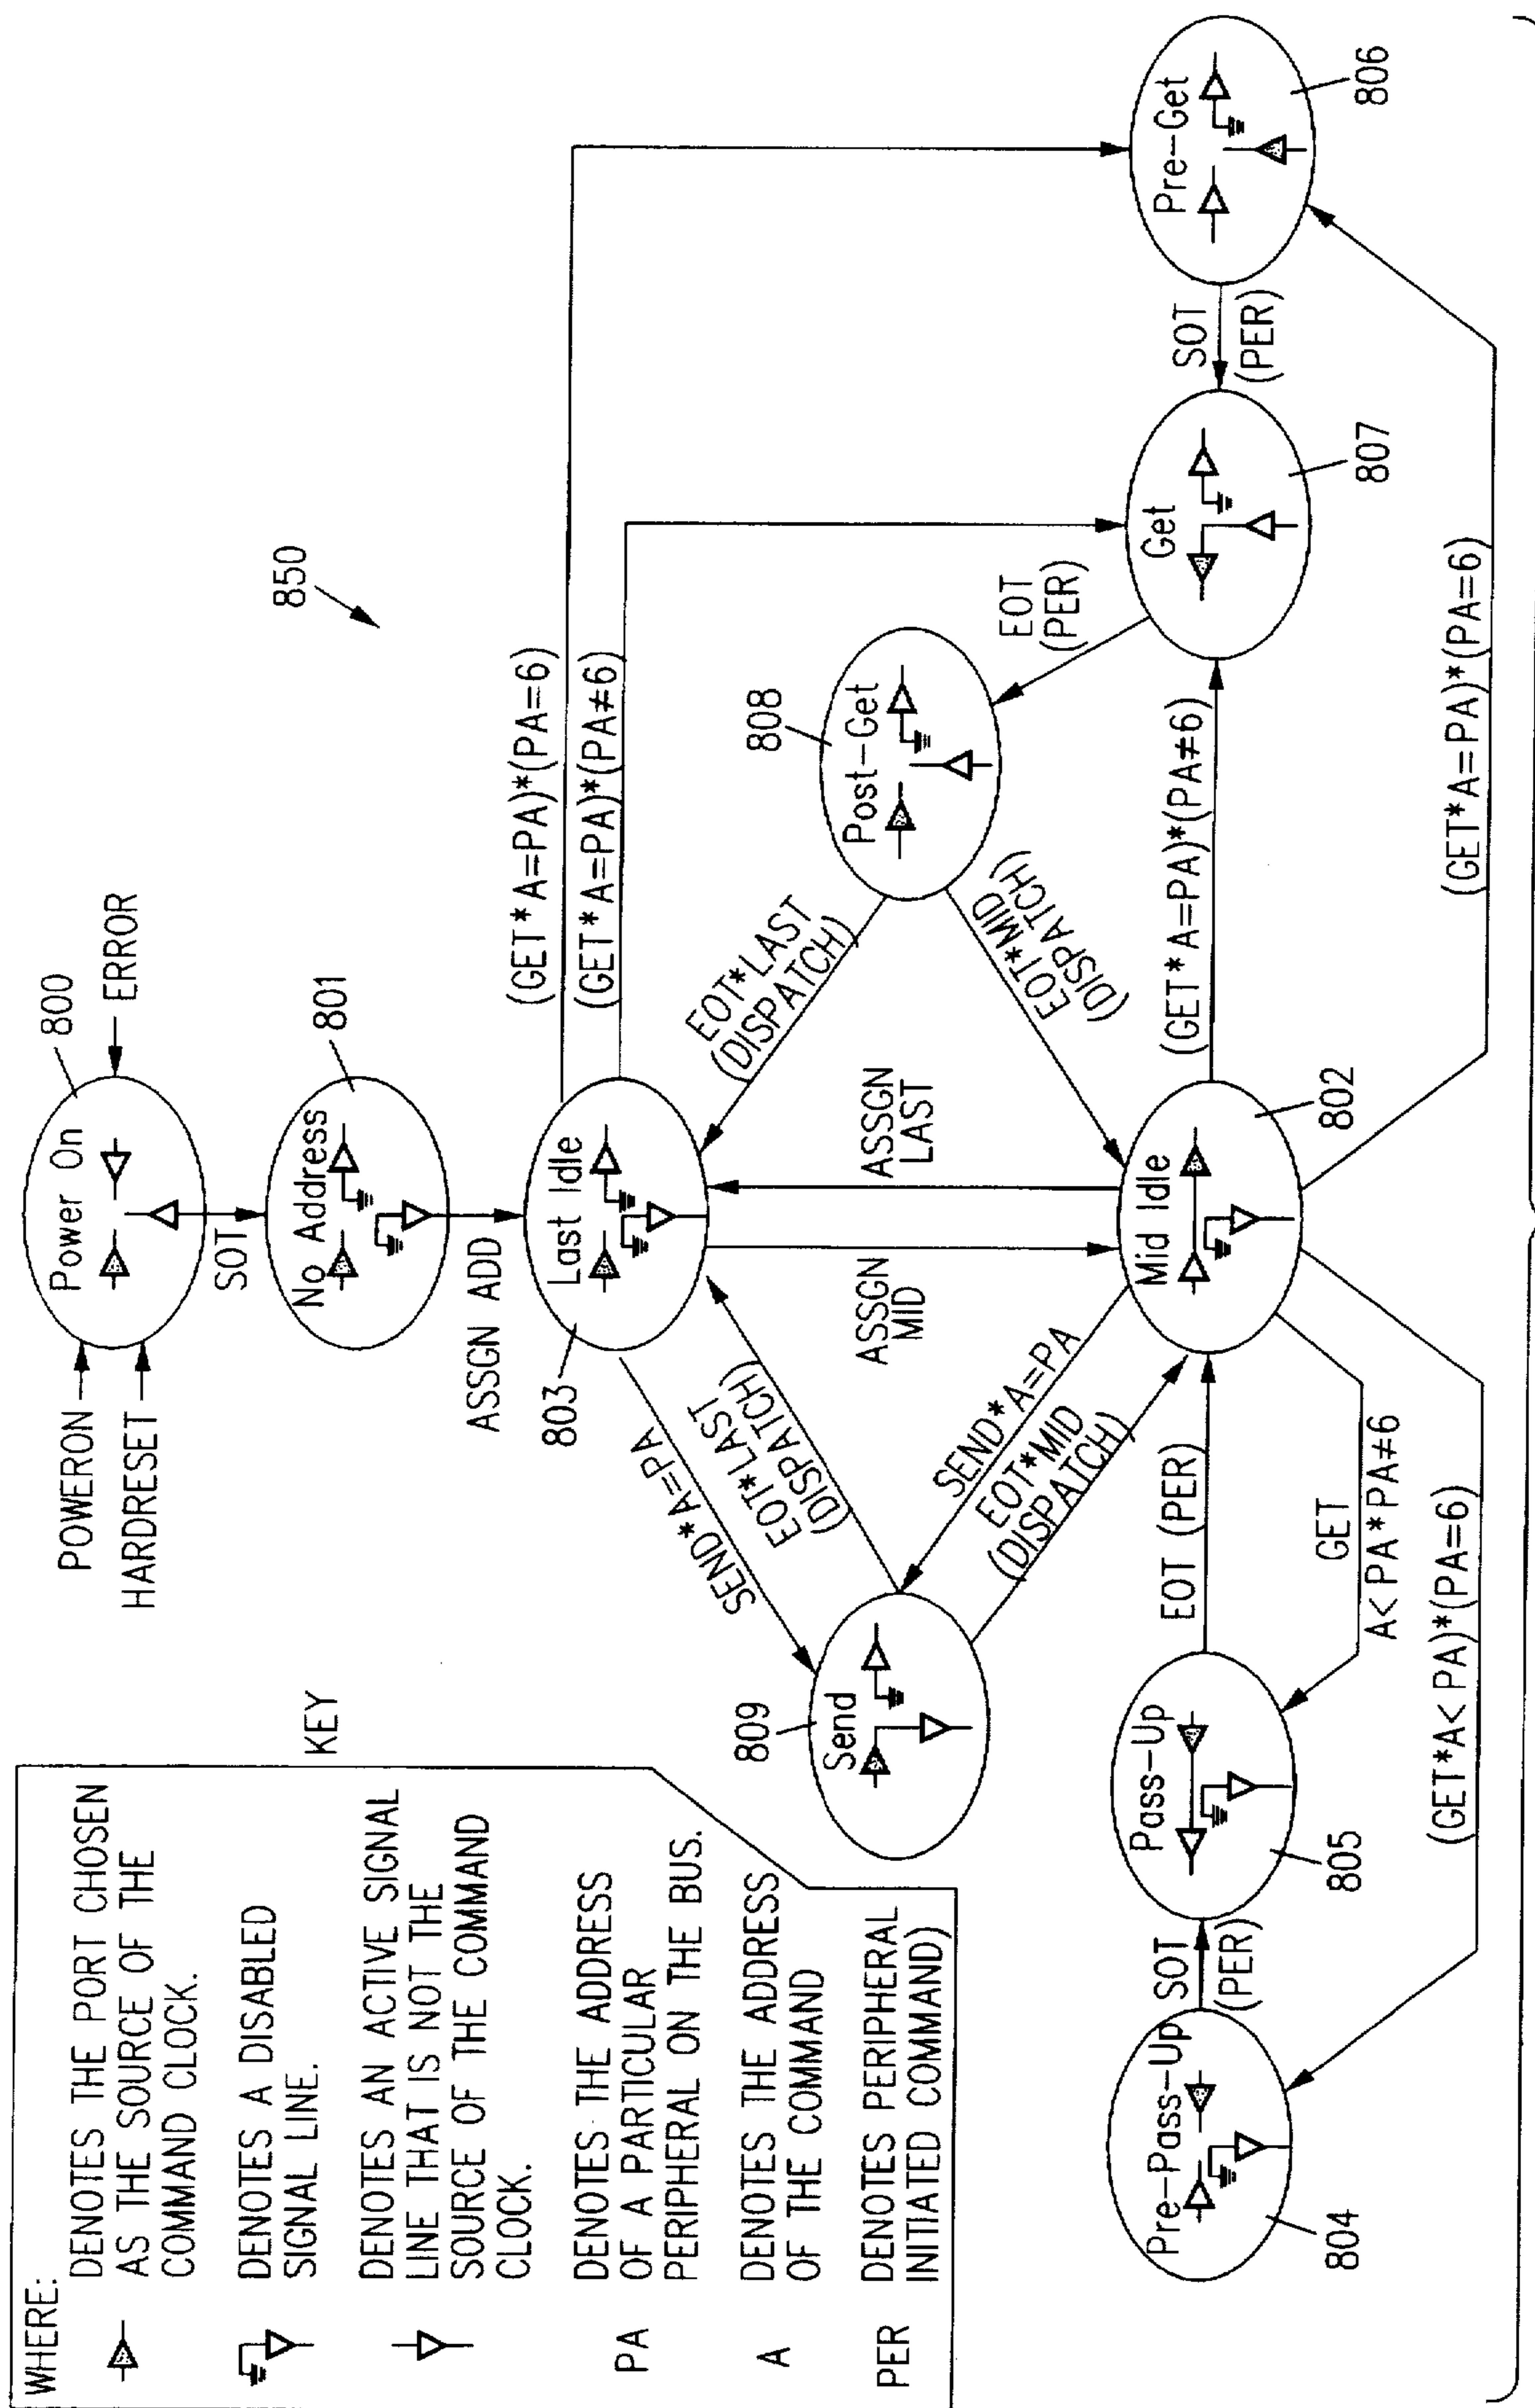 WHERE:
DENOTES THE PORT CHOSEN
AS THE SOURCE OF THE
COMMAND CLOCK.
DENOTES A DISABLED
SIGNAL LINE.
DENOTES AN ACTIVE SIGNAL
LINE THAT IS NOT THE
SOURCE OF THE COMMAND
CLOCK.
PA DENOTES THE ADDRESS
OF A PARTICULAR
PERIPHERAL ON THE BUS.
A DENOTES THE ADDRESS
OF THE COMMAND
PER DENOTES PERIPHERAL
INITIATED COMMAND)
KEY
POWERON
HARDRESET
Power On
800
ERROR
SOT
No Address
801
ASSGN ADD
850
803
Last Idle
(GET*A=PA)*(PA=6)
(GET*A=PA)*(PA≠6)
SEND*A=PA
EOT*LAST
(DISPATCH)
ASSGN
MID
ASSGN
LAST
EOT*LAST
(DISPATCH)
808
Post-Get
EOT*MID
(DISPATCH)
EOT
(PER)
809
Send
SEND*A=PA
EOT*MID
(DISPATCH)
Pre-Pass-Up
804
SOT
(PER)
Pass-Up
805
EOT (PER)
Mid Idle
802
(GET*A=PA)*(PA≠6)
Get
807
SOT
(PER)
Pre-Get
806
GET
A<PA*PA≠6
(GET*A<PA)*(PA=6)
(GET*A=PA)*(PA=6)